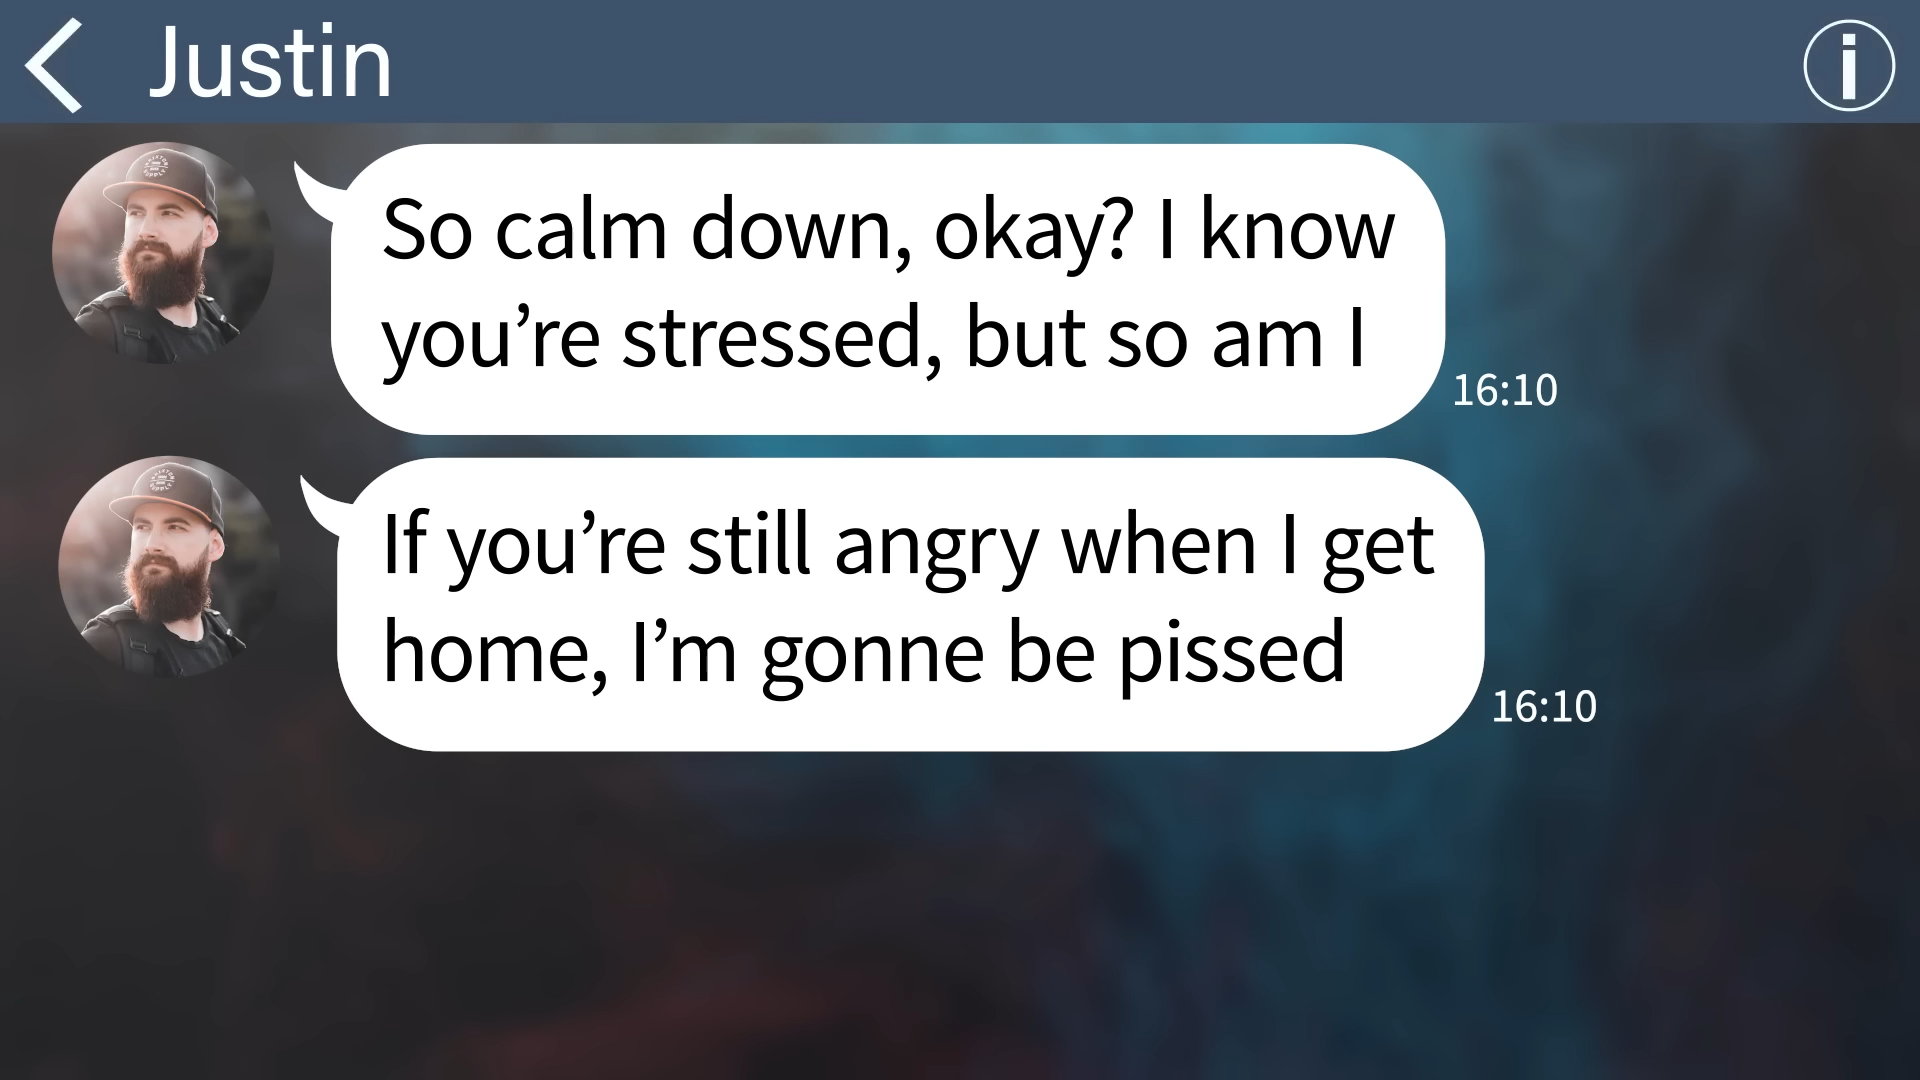 Justin
So calm down, okay? I know
you’re stressed, but so am I
16:10
If you’re still angry when I get
home, I’m gonne be pissed
16:10